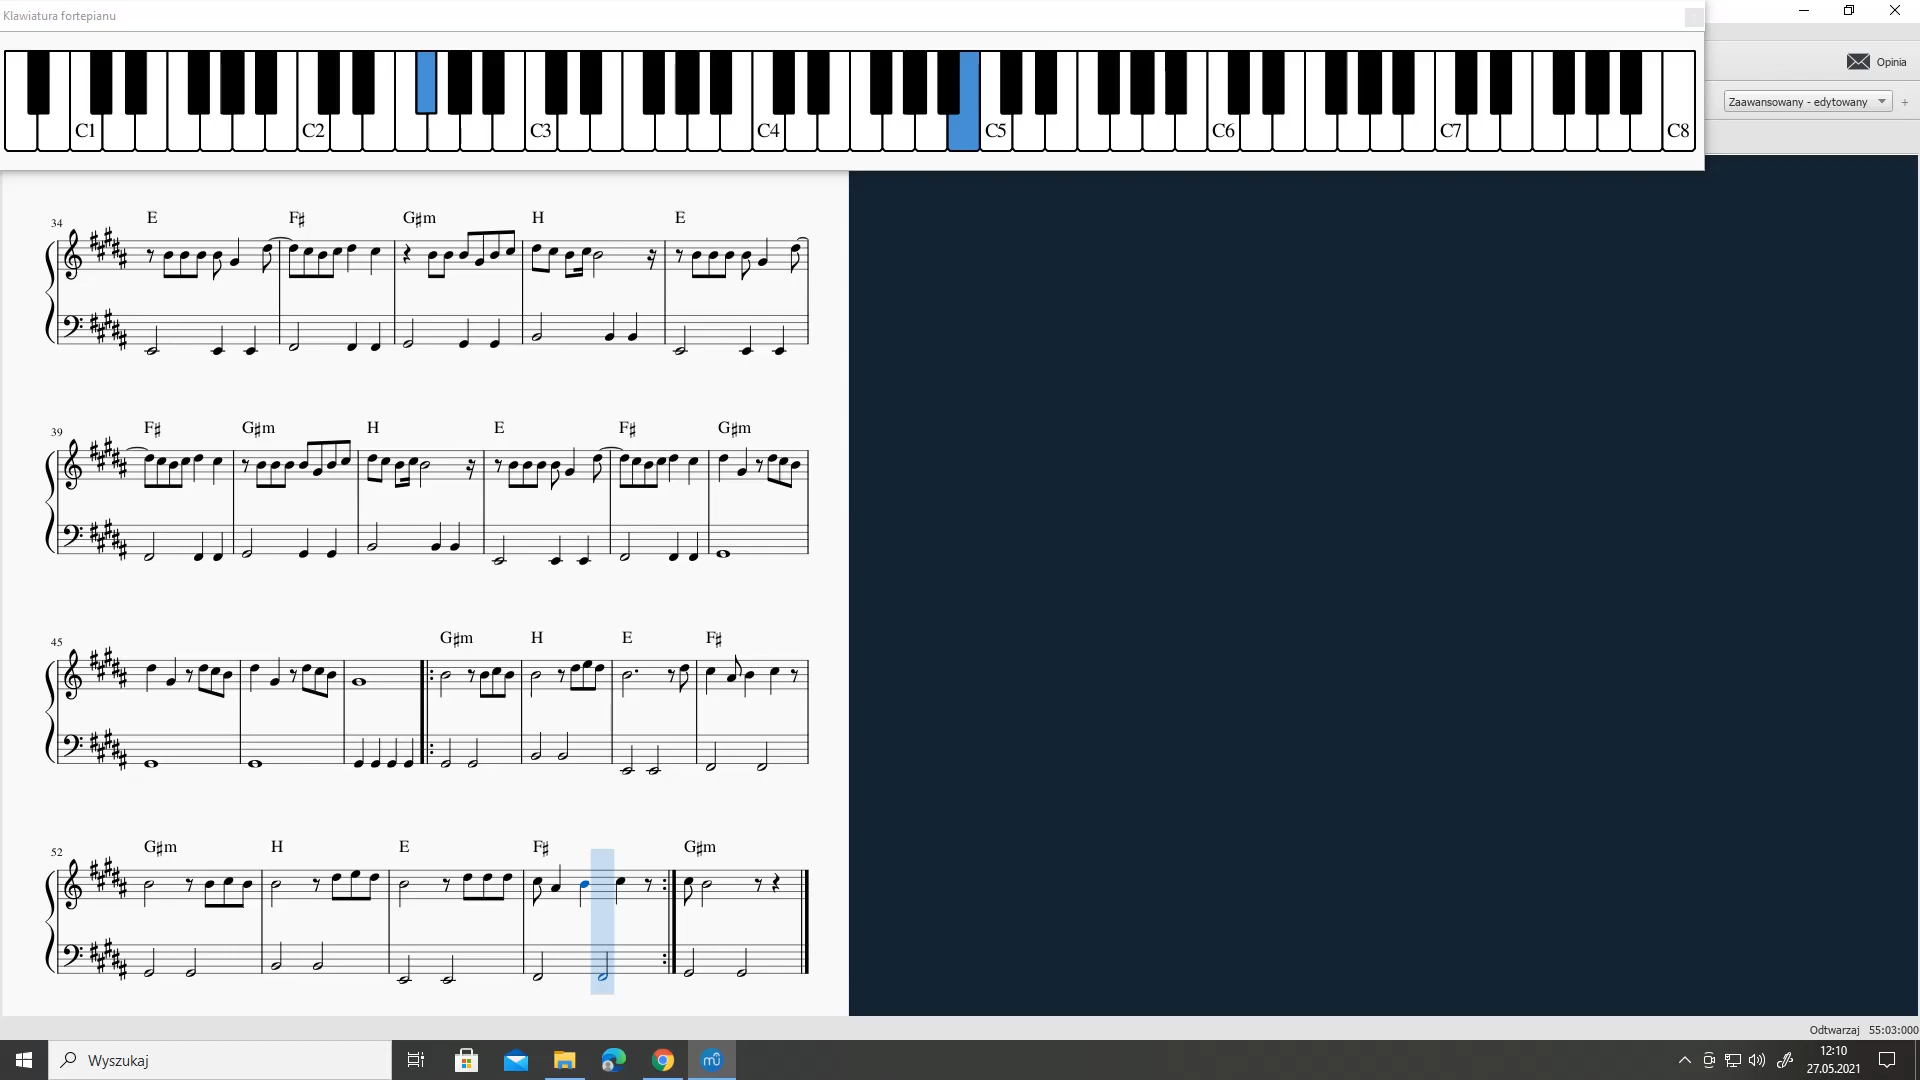 Klawiatura fortepianu
Opinia
Zaawansowany - edytowany
C1 C2 C3 C4 C5 C6 C7 C8
34 E F♯ G♯m H E
39 F♯ G♯m H E F♯ G♯m
45 G♯m H E F♯
52 G♯m H E F♯ G♯m
Odtwarzaj 55:03:000
Wyszukaj
12:10
27.05.2021